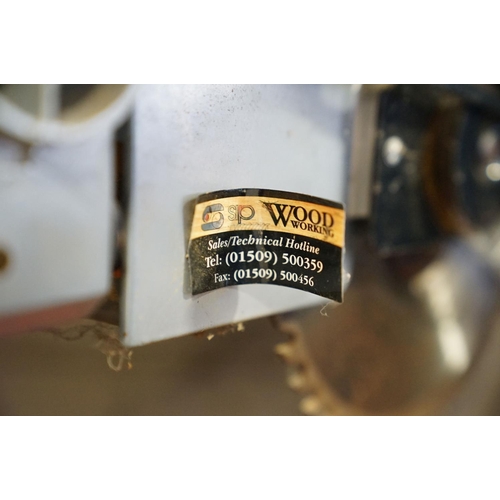 sip WOOD
WORKING
Sales/Technical Hotline
Tel: (01509) 500359
Fax: (01509) 500456